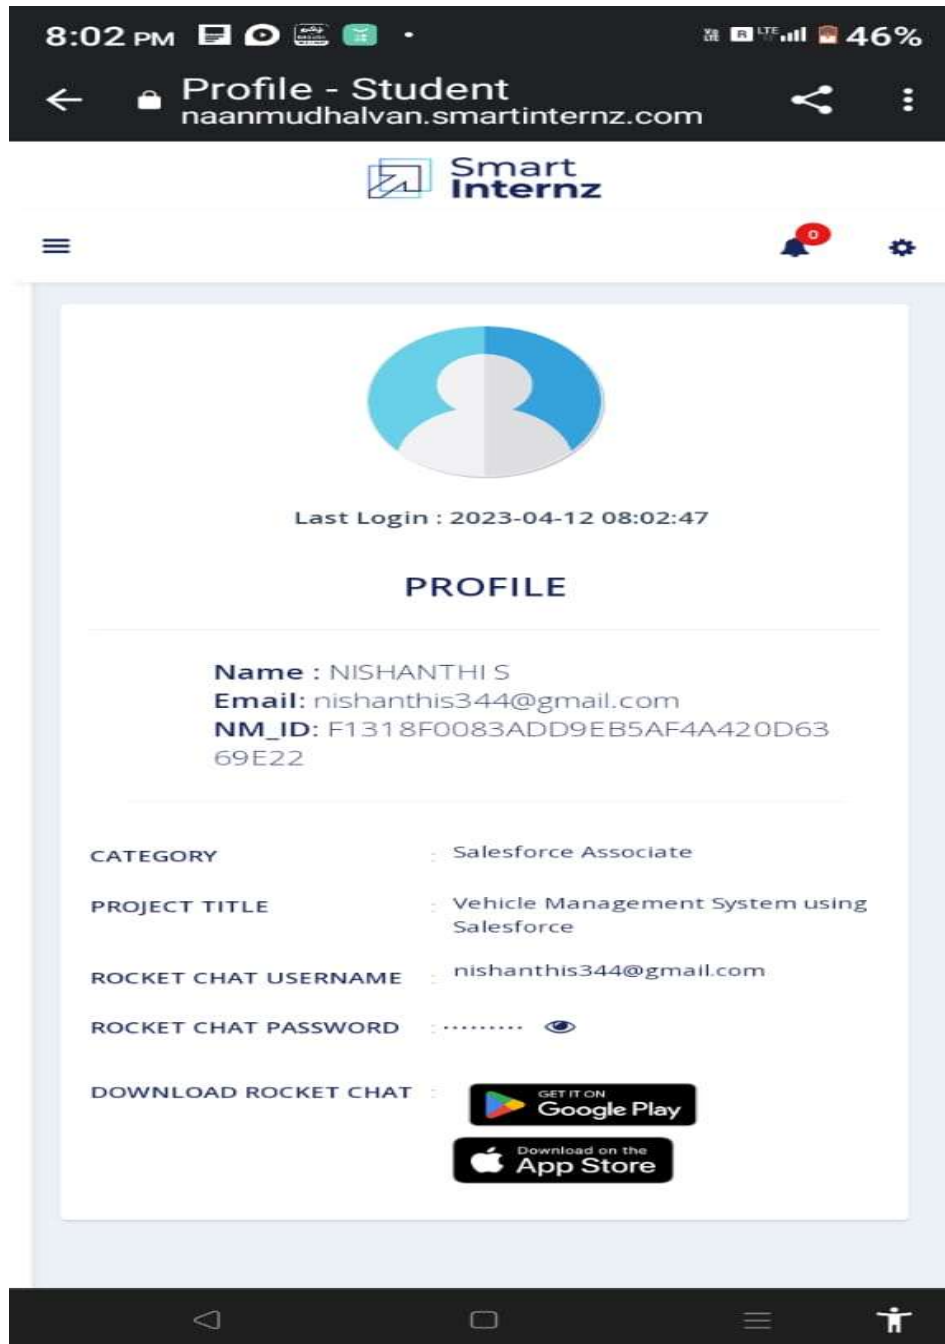 8:02 PM 46%
Profile - Student
naanmudhalvan.smartinternz.com
Smart
Internz
0
Last Login : 2023-04-12 08:02:47
PROFILE
Name : NISHANTHI S
Email: nishanthis344@gmail.com
NM_ID: F1318F0083ADD9EB5AF4A420D63
69E22
CATEGORY : Salesforce Associate
PROJECT TITLE : Vehicle Management System using
Salesforce
ROCKET CHAT USERNAME : nishanthis344@gmail.com
ROCKET CHAT PASSWORD : ·········
DOWNLOAD ROCKET CHAT :
GET IT ON
Google Play
Download on the
App Store